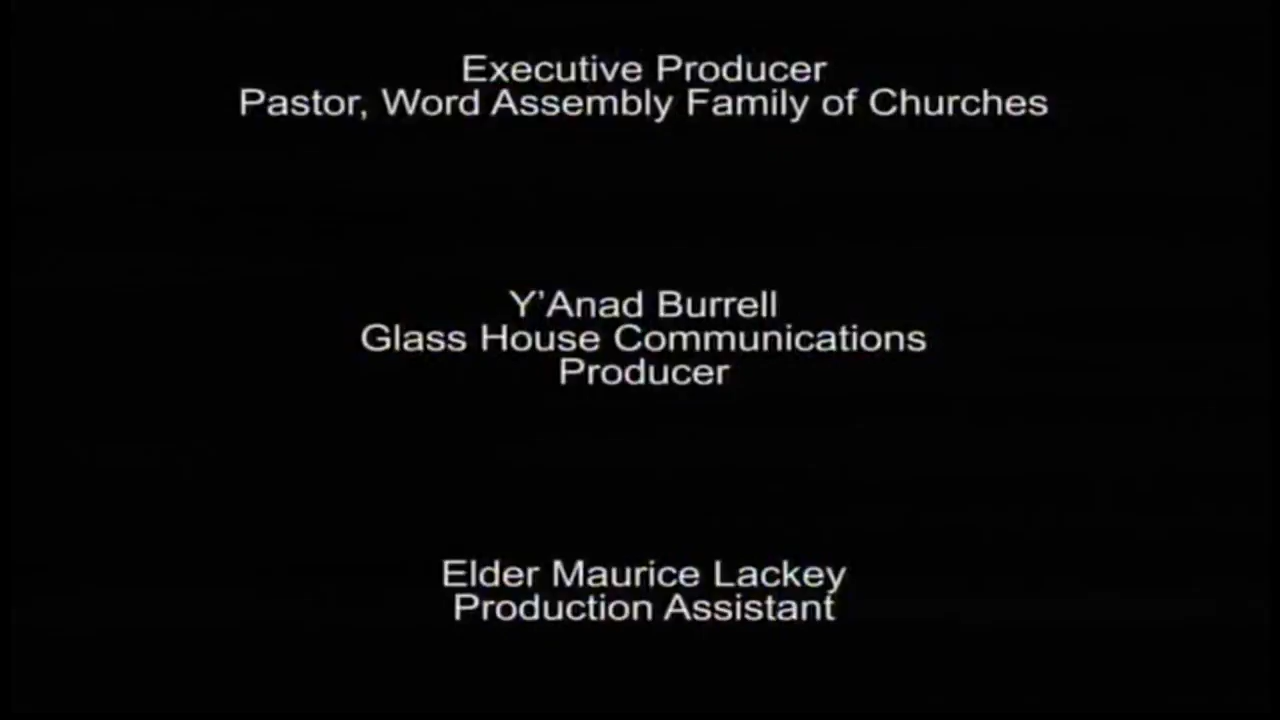 Executive Producer
Pastor, Word Assembly Family of Churches
Y'Anad Burrell
Glass House Communications
Producer
Elder Maurice Lackey
Production Assistant